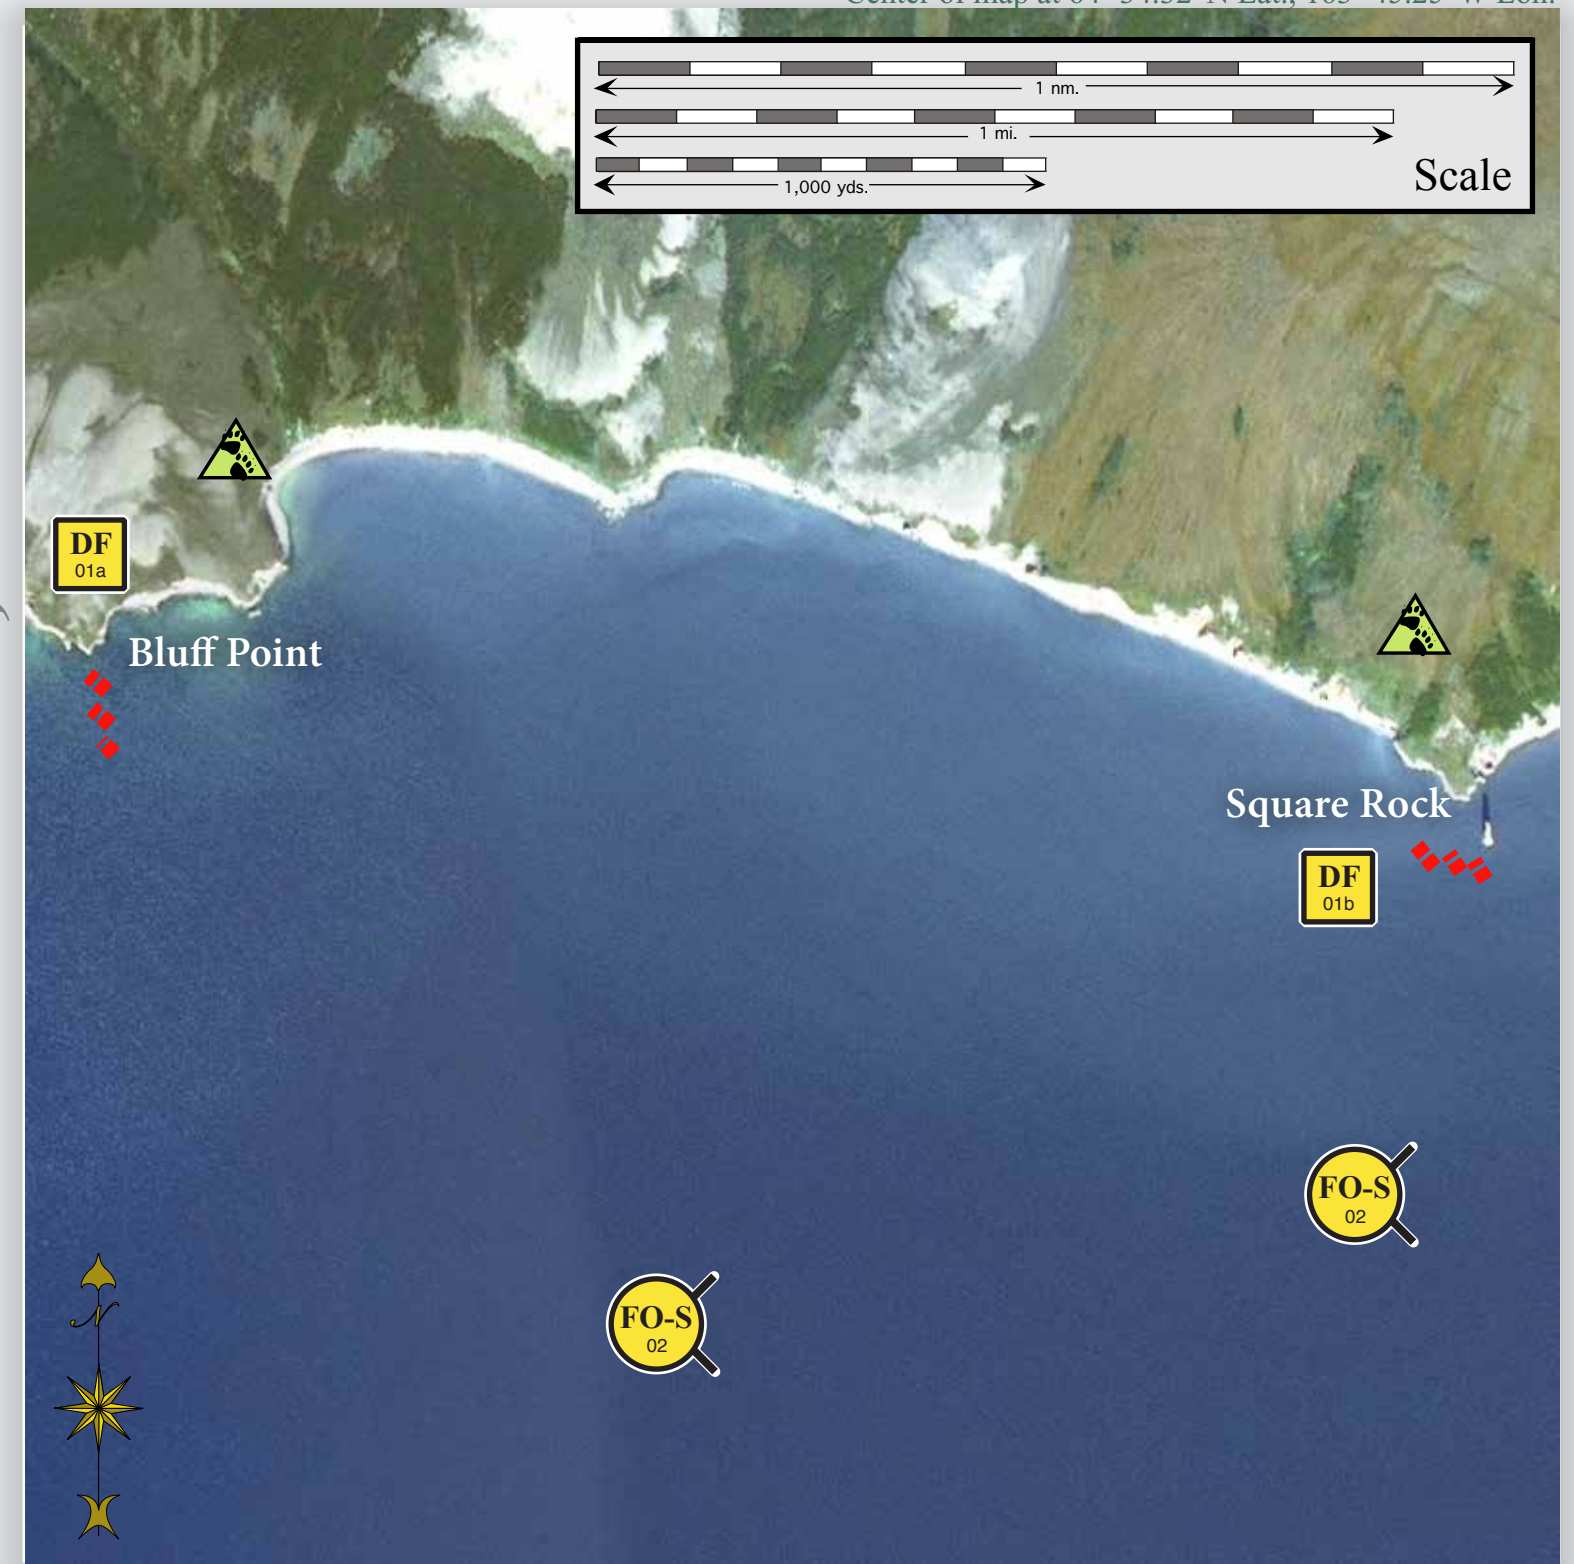 1 nm.
1 mi.
1,000 yds.
Scale
DF
01a
Bluff Point
Square Rock
DF
01b
FO-S
02
FO-S
02
N